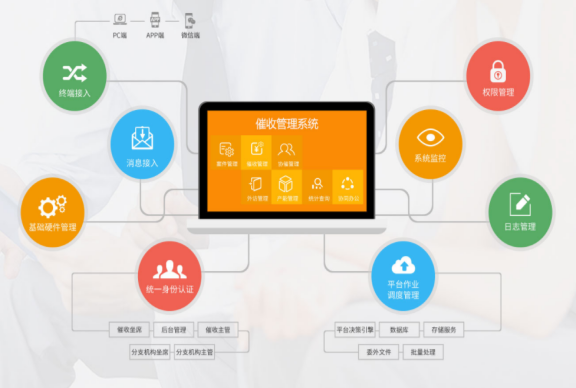 PC端
APP端
微信端
终端接入
权限管理
消息接入
系统监控
催收管理系统
案件管理
催收管理
协催管理
外访管理
产能管理
统计查询
协同办公
基础硬件管理
日志管理
统一身份认证
平台作业
调度管理
催收坐席
后台管理
催收主管
分支机构坐席
分支机构主管
平台决策引擎
数据库
存储服务
委外文件
批量处理